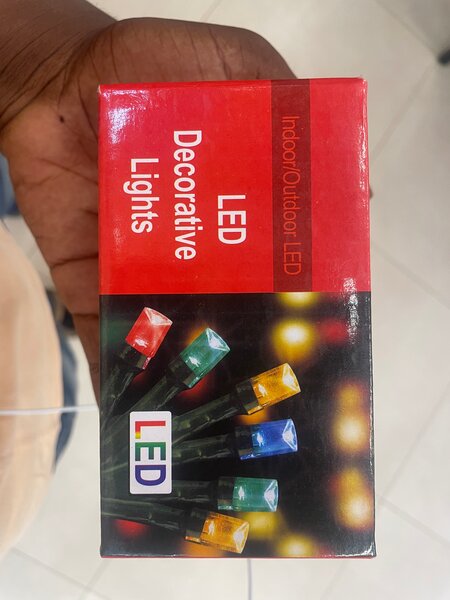 Indoor/Outdoor LED
LED
Decorative
Lights
LED